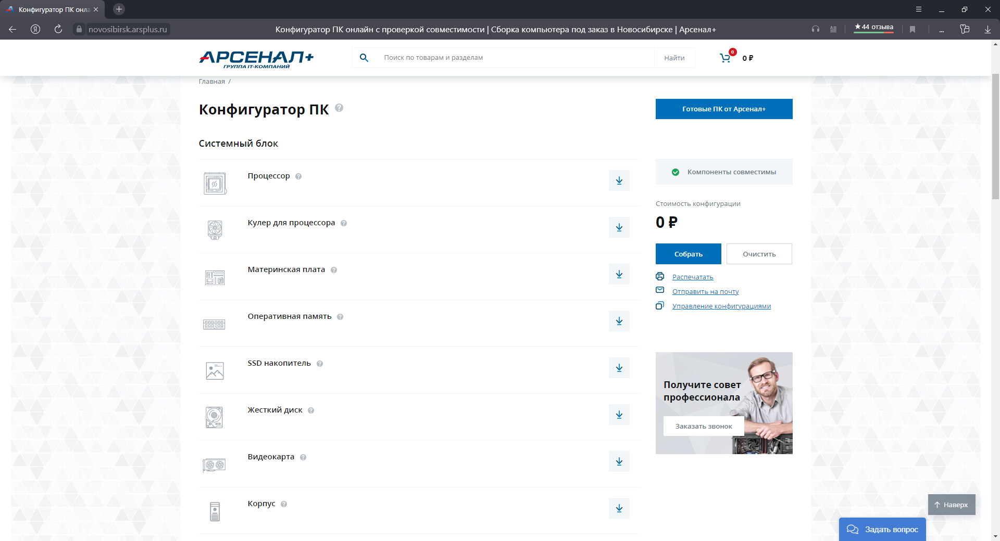 Конфигуратор ПК онла
novosibirsk.arsplus.ru
Конфигуратор ПК онлайн с проверкой совместимости | Сборка компьютера под заказ в Новосибирске | Арсенал+
★44 отзыва
АРСЕНАЛ+
ГРУППА IT-КОМПАНИЙ
Поиск по товарам и разделам
Найти
0
0 ₽
Главная /
Конфигуратор ПК ?
Готовые ПК от Арсенал+
Системный блок
Процессор ?
Кулер для процессора ?
Материнская плата ?
Оперативная память ?
SSD накопитель ?
Жесткий диск ?
Видеокарта ?
Корпус ?
Компоненты совместимы
Стоимость конфигурации
0 ₽
Собрать
Очистить
Распечатать
Отправить на почту
Управление конфигурациями
Получите совет
профессионала
Заказать звонок
Наверх
Задать вопрос